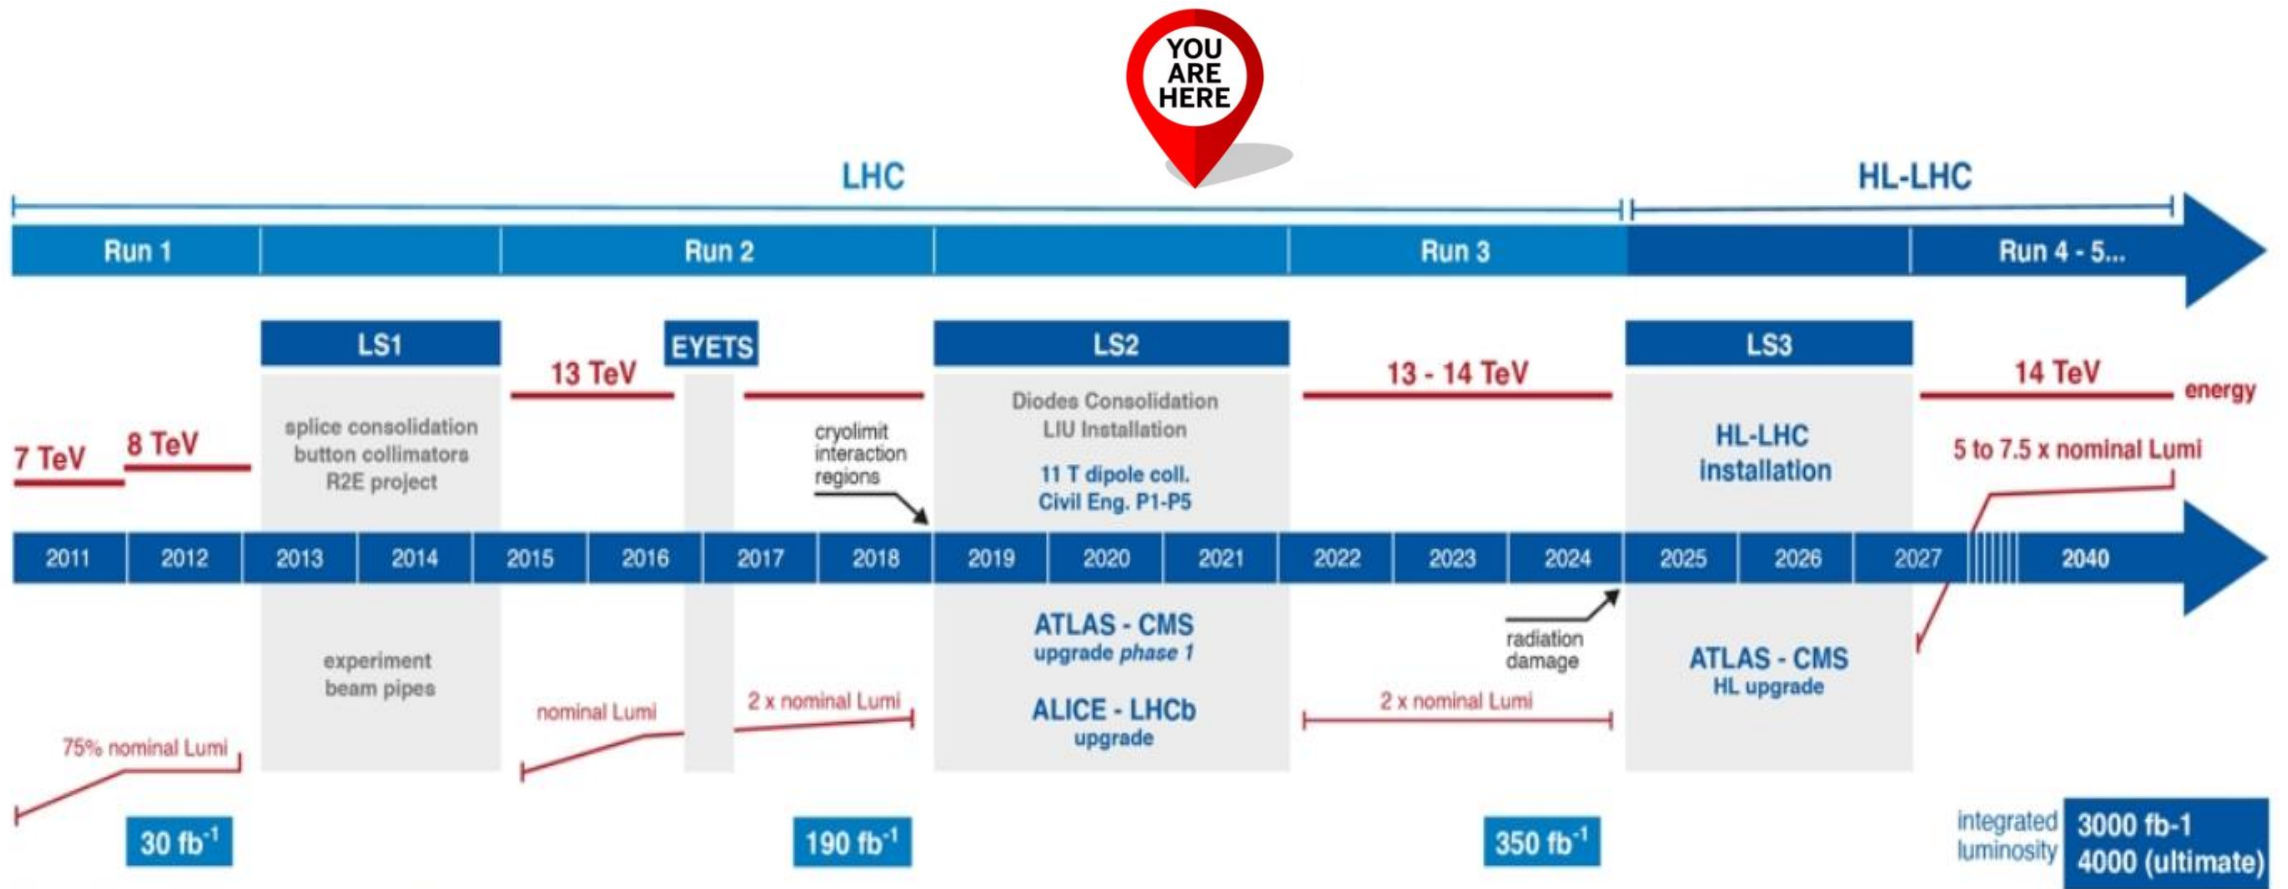 YOU
ARE
HERE
LHC
HL-LHC
Run 1
Run 2
Run 3
Run 4 - 5...
LS1
EYETS
LS2
LS3
13 TeV
13 - 14 TeV
14 TeV
energy
7 TeV
8 TeV
splice consolidation
button collimators
R2E project
cryolimit
interaction
regions
Diodes Consolidation
LIU Installation
11 T dipole coll.
Civil Eng. P1-P5
HL-LHC
installation
5 to 7.5 x nominal Lumi
2011
2012
2013
2014
2015
2016
2017
2018
2019
2020
2021
2022
2023
2024
2025
2026
2027
2040
experiment
beam pipes
ATLAS - CMS
upgrade phase 1
ALICE - LHCb
upgrade
radiation
damage
ATLAS - CMS
HL upgrade
75% nominal Lumi
nominal Lumi
2 x nominal Lumi
2 x nominal Lumi
30 fb⁻¹
190 fb⁻¹
350 fb⁻¹
integrated
luminosity
3000 fb-1
4000 (ultimate)